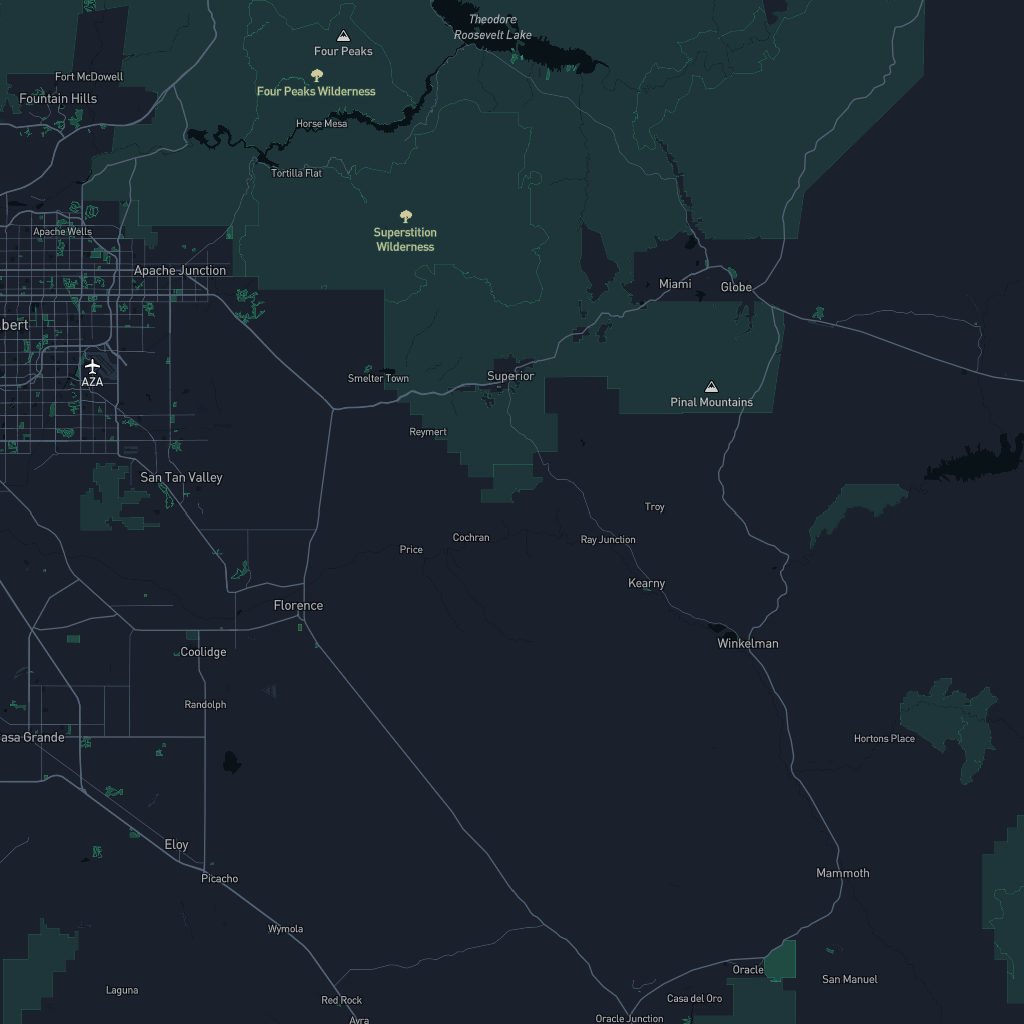 Theodore
Roosevelt Lake
Four Peaks
Fort McDowell
Four Peaks Wilderness
Fountain Hills
Horse Mesa
Tortilla Flat
Superstition
Wilderness
Apache Wells
Apache Junction
Miami
Globe
lbert
AZA
Smelter Town
Superior
Pinal Mountains
Reymert
San Tan Valley
Troy
Cochran
Ray Junction
Price
Kearny
Florence
Winkelman
Coolidge
Randolph
asa Grande
Hortons Place
Eloy
Mammoth
Picacho
Wymola
Oracle
San Manuel
Laguna
Red Rock
Casa del Oro
Avra
Oracle Junction